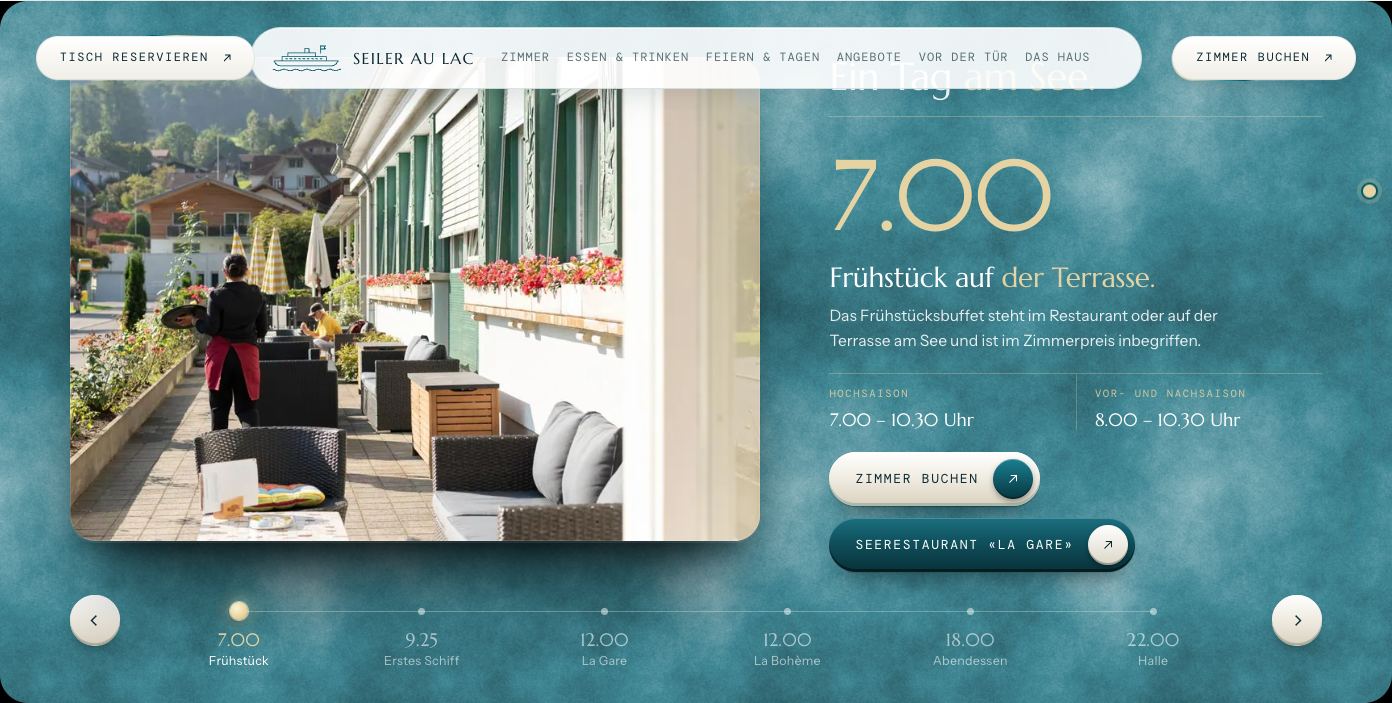 TISCH RESERVIEREN
SEILER AU LAC
ZIMMER
ESSEN & TRINKEN
FEIERN & TAGEN
ANGEBOTE
VOR DER TÜR
DAS HAUS
ZIMMER BUCHEN
Ein Tag am See.
7.00
Frühstück auf der Terrasse.
Das Frühstücksbuffet steht im Restaurant oder auf der
Terrasse am See und ist im Zimmerpreis inbegriffen.
HOCHSAISON
7.00 – 10.30 Uhr
VOR- UND NACHSAISON
8.00 – 10.30 Uhr
ZIMMER BUCHEN
SEERESTAURANT «LA GARE»
7.00
Frühstück
9.25
Erstes Schiff
12.00
La Gare
12.00
La Bohème
18.00
Abendessen
22.00
Halle